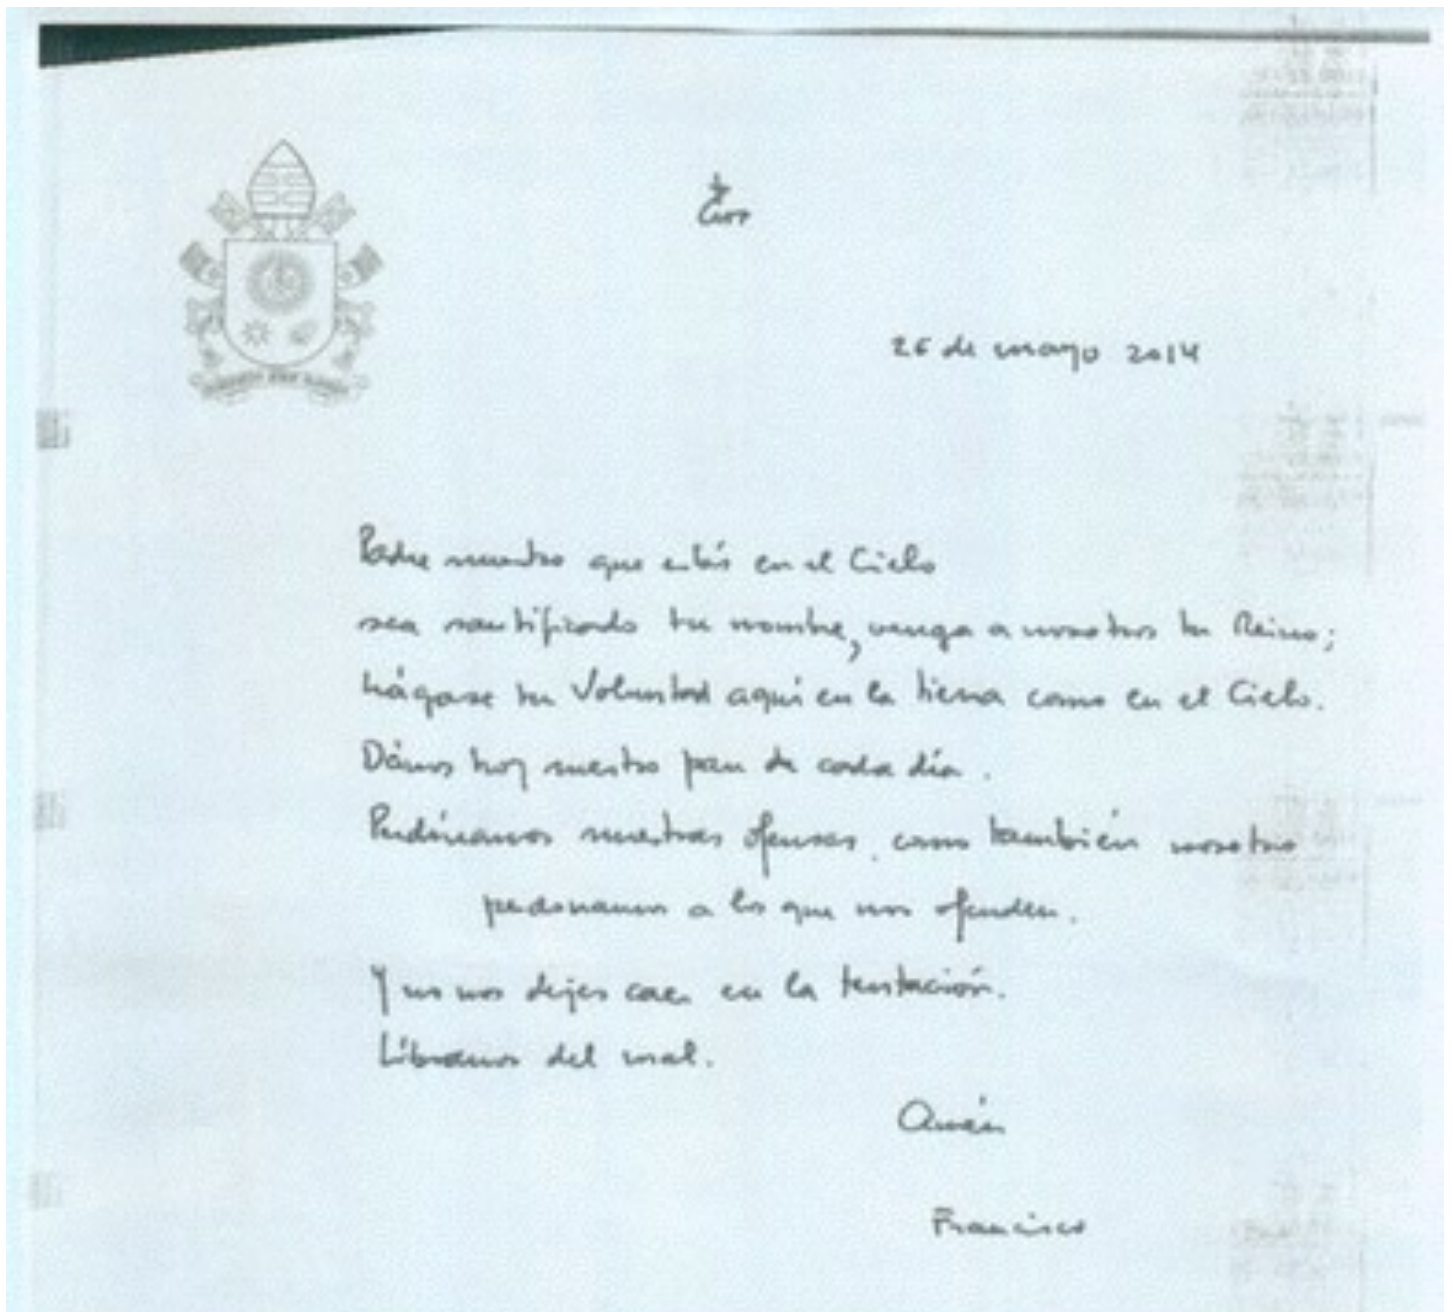 26 de mayo 2014
Padre nuestro que estás en el Cielo
sea santificado tu nombre, venga a nosotros tu Reino;
hágase tu Voluntad aquí en la tierra como en el Cielo.
Dános hoy nuestro pan de cada día.
Perdónanos nuestras ofensas, como también nosotros
perdonamos a los que nos ofenden.
Y no nos dejes caer en la tentación.
Líbranos del mal.
Amén
Francisco